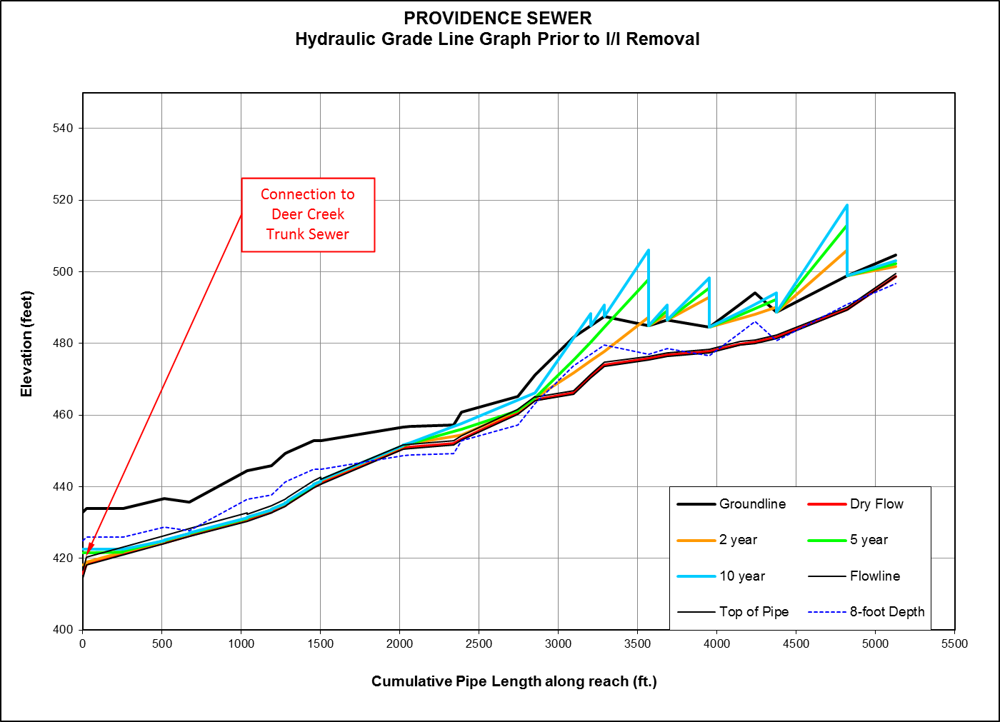 PROVIDENCE SEWER
Hydraulic Grade Line Graph Prior to I/I Removal
Elevation (feet)
540
520
500
480
460
440
420
400
Connection to
Deer Creek
Trunk Sewer
Groundline
Dry Flow
2 year
5 year
10 year
Flowline
Top of Pipe
8-foot Depth
0 500 1000 1500 2000 2500 3000 3500 4000 4500 5000 5500
Cumulative Pipe Length along reach (ft.)